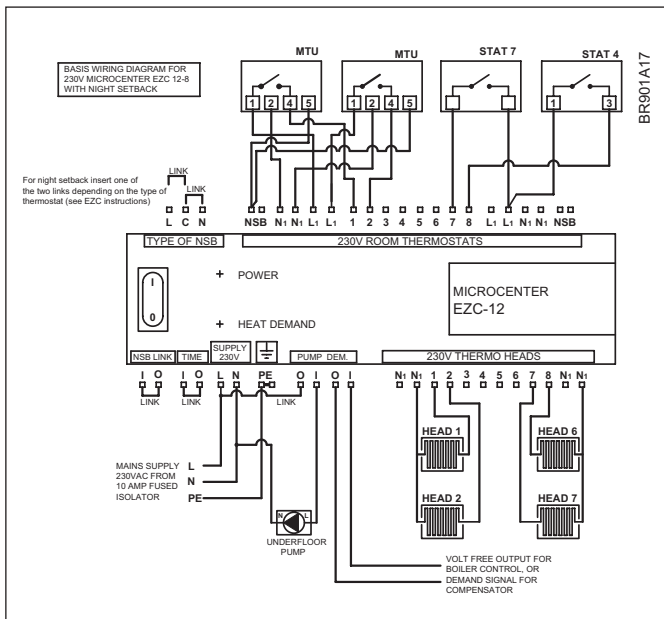 BASIS WIRING DIAGRAM FOR
230V MICROCENTER EZC 12-8
WITH NIGHT SETBACK
MTU
MTU
STAT 7
STAT 4
BR901A17
1 2 4 5
1 2 4 5
1 3
For night setback insert one of
the two links depending on the type of
thermostat (see EZC instructions)
LINK
LINK
L C N
NSB N1 N1 L1 L1 1 2 3 4 5 6 7 8 L1 L1 N1 N1 NSB
TYPE OF NSB
230V ROOM THERMOSTATS
I
O
+ POWER
+ HEAT DEMAND
MICROCENTER
EZC-12
NSB LINK
TIME
SUPPLY
230V
PUMP DEM.
230V THERMO HEADS
I O I O L N PE O I O I N1 N1 1 2 3 4 5 6 7 8 N1 N1
LINK
LINK
LINK
HEAD 1
HEAD 6
HEAD 2
HEAD 7
MAINS SUPPLY
230VAC FROM
10 AMP FUSED
ISOLATOR
L
N
PE
N L
UNDERFLOOR
PUMP
VOLT FREE OUTPUT FOR
BOILER CONTROL, OR
DEMAND SIGNAL FOR
COMPENSATOR